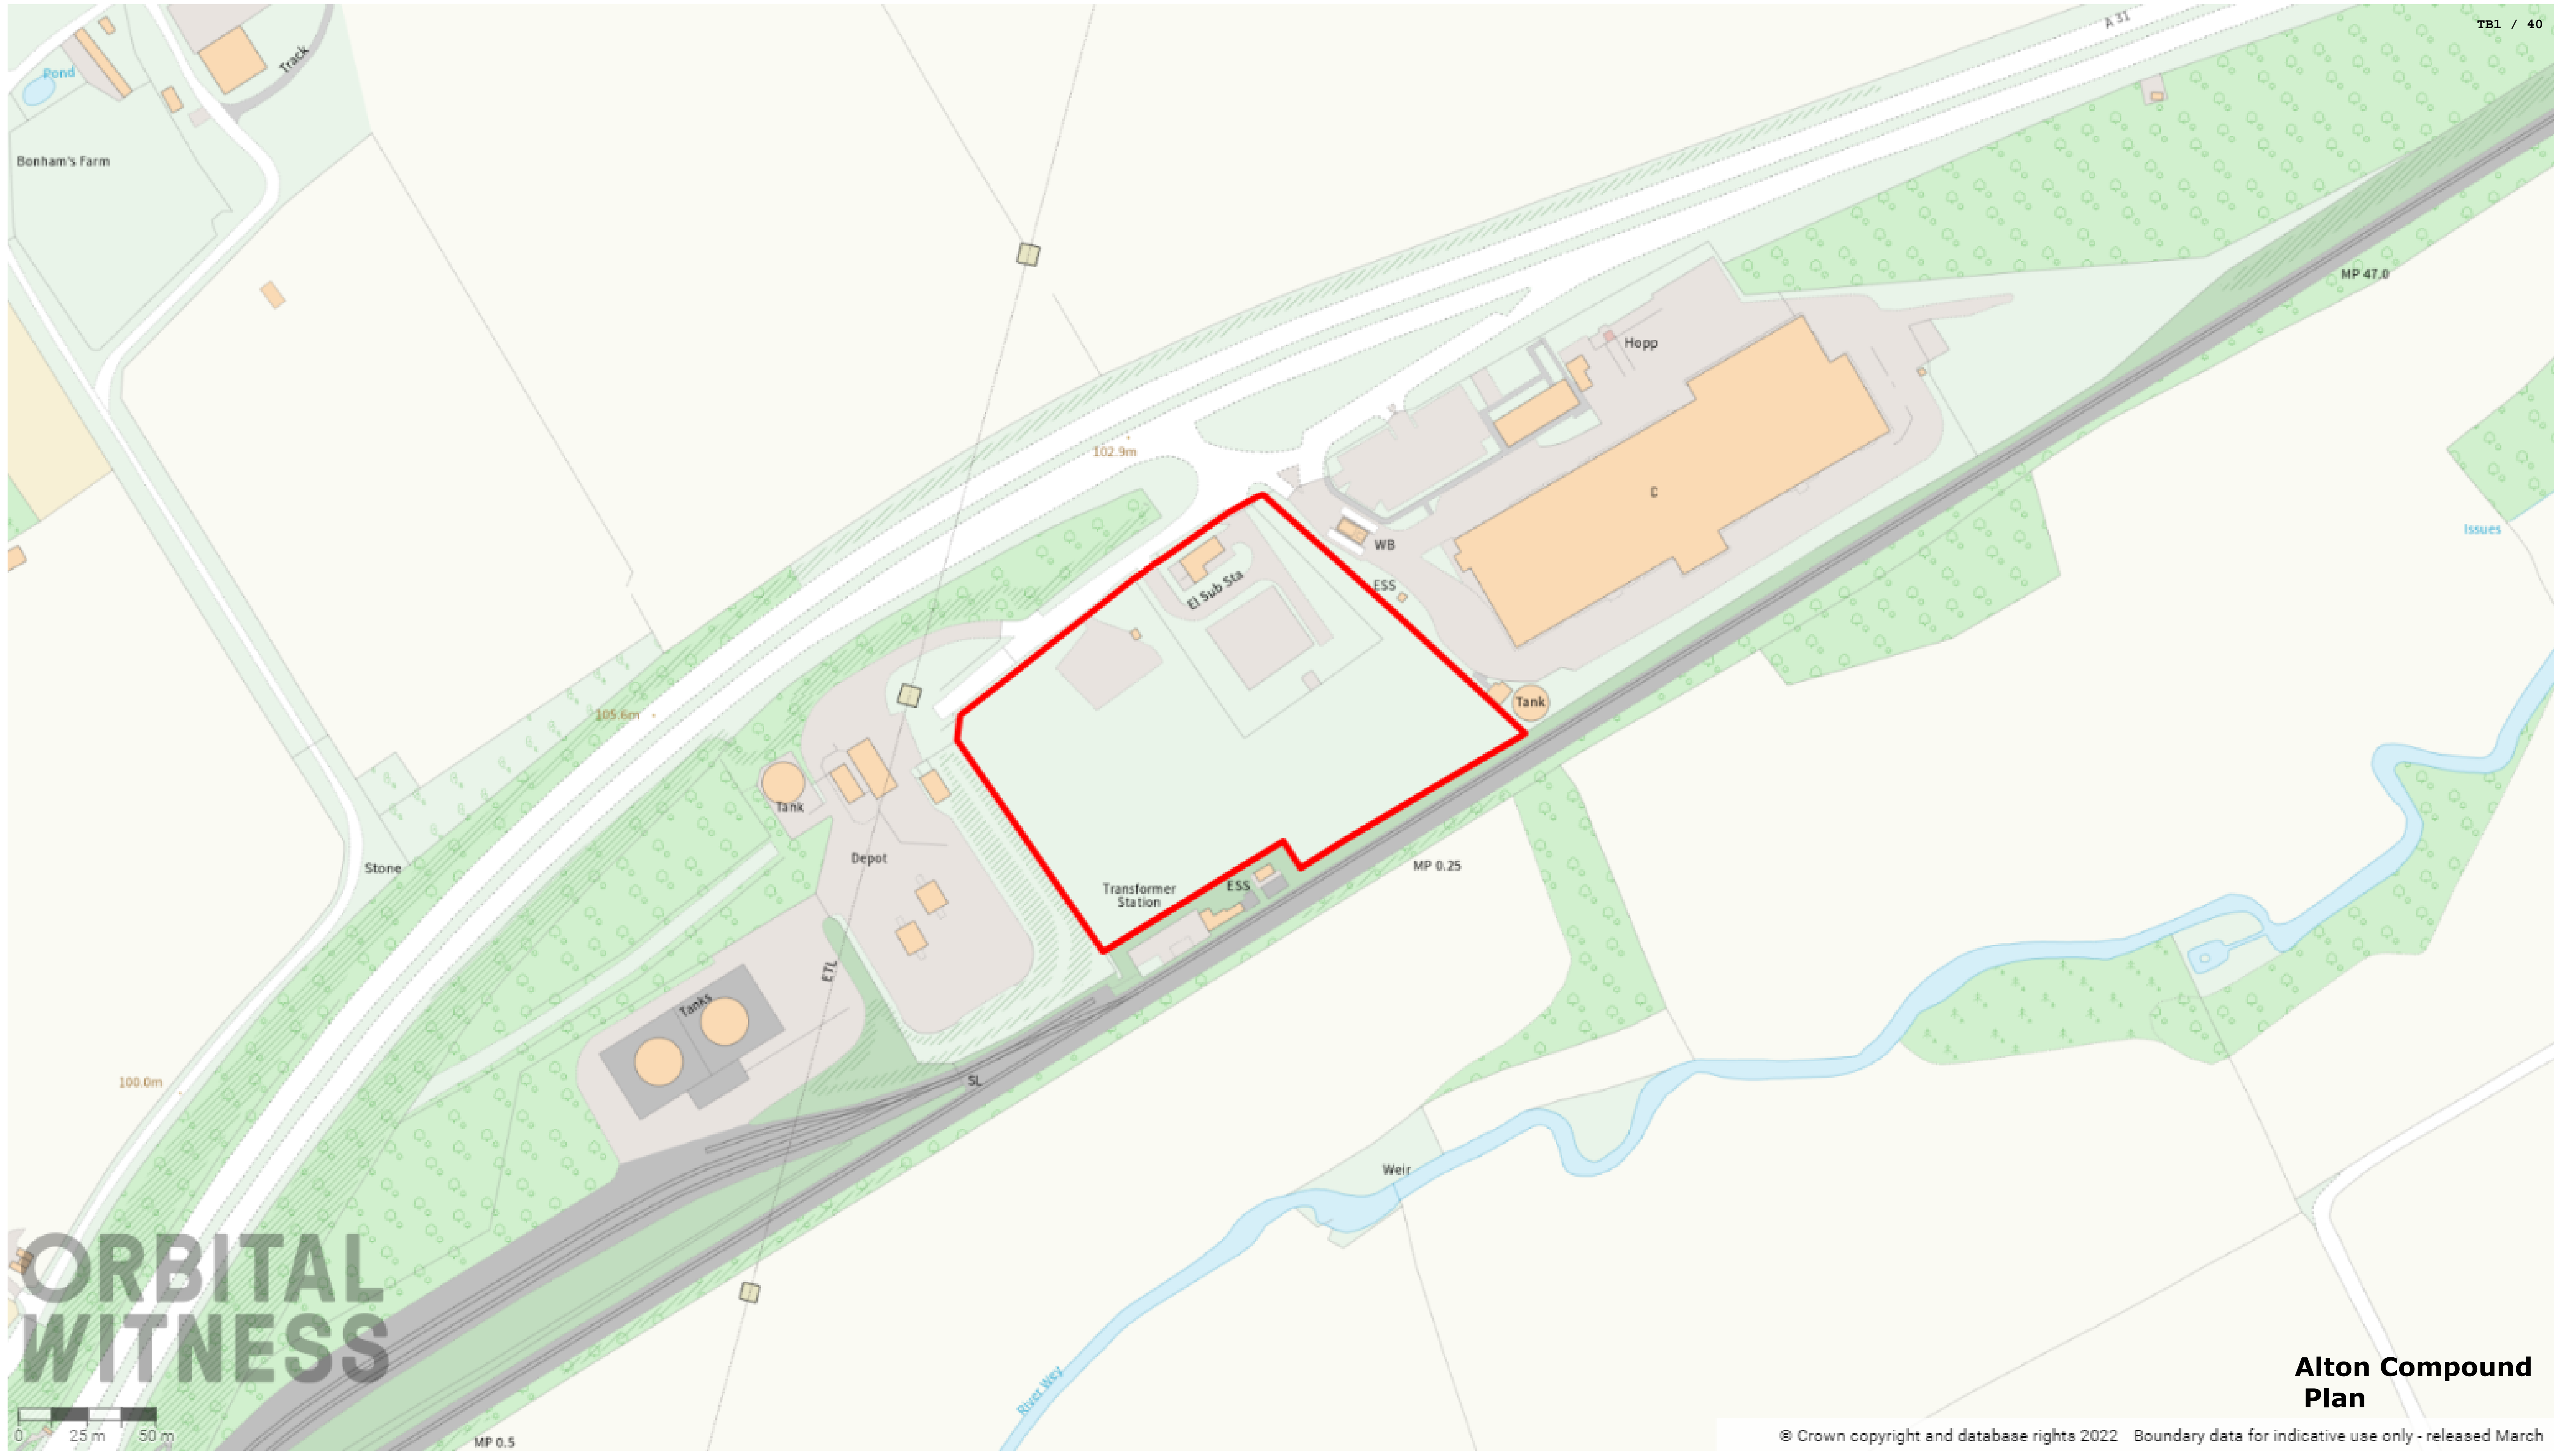 TB1 / 40
A 31
Pond
Track
Bonham's Farm
MP 47.0
Hopp
102.9m
C
Issues
WB
El Sub Sta
ESS
Tank
105.6m
Tank
Depot
Stone
MP 0.25
Transformer
Station
ESS
ETL
Tanks
SL
100.0m
Weir
River Wey
ORBITAL
WITNESS
Alton Compound
Plan
0 25 m 50 m
MP 0.5
© Crown copyright and database rights 2022 Boundary data for indicative use only - released March